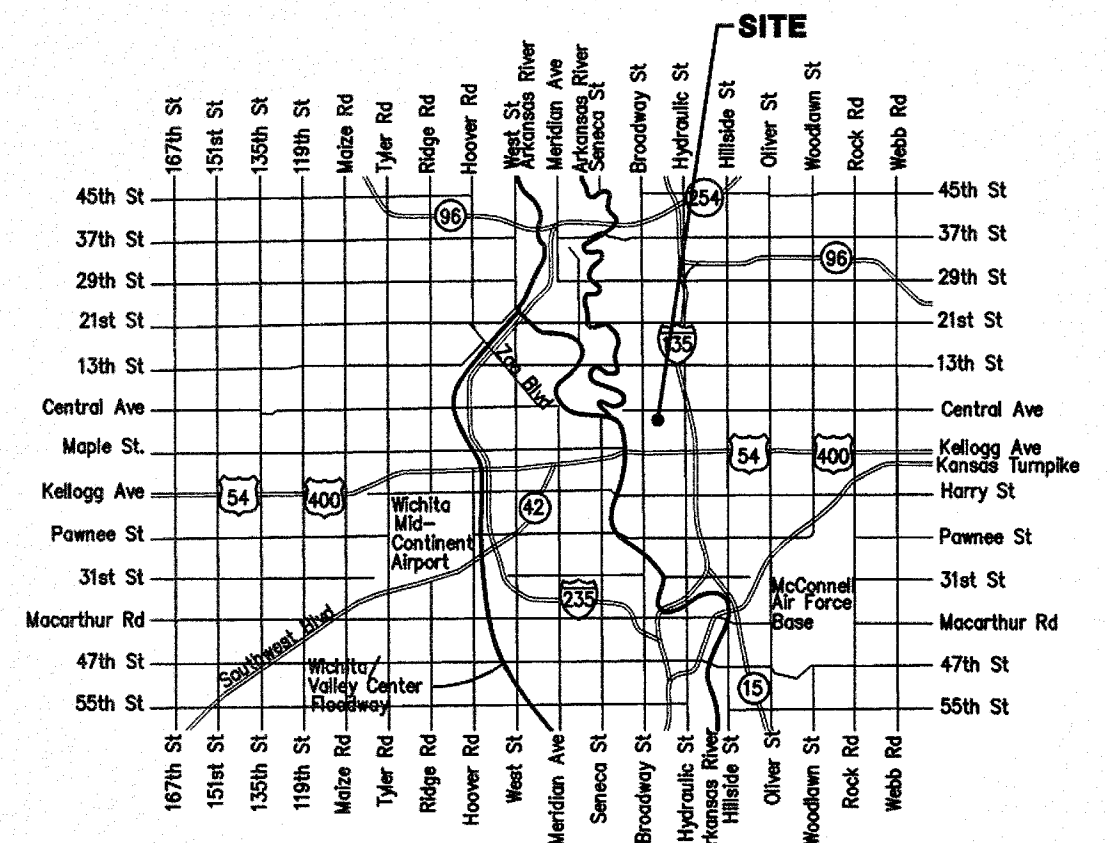 SITE
167th St
151st St
135th St
119th St
Maize Rd
Tyler Rd
Ridge Rd
Hoover Rd
West St
Arkansas River
Meridian Ave
Arkansas River
Seneca St
Broadway St
Hydraulic St
Hillside St
Oliver St
Woodlawn St
Rock Rd
Webb Rd
45th St
254
45th St
96
37th St
37th St
96
29th St
29th St
21st St
21st St
135
13th St
Zoo Blvd
13th St
Central Ave
Central Ave
Maple St.
54
400
Kellogg Ave
Kansas Turnpike
Kellogg Ave
54
400
Harry St
Wichita
Mid-
Continent
Airport
42
Pawnee St
Pawnee St
31st St
31st St
235
McConnell
Air Force
Base
Macarthur Rd
Macarthur Rd
Southwest Blvd
47th St
Wichita/
Valley Center
Floodway
47th St
15
55th St
55th St
167th St
151st St
135th St
119th St
Maize Rd
Tyler Rd
Ridge Rd
Hoover Rd
West St
Meridian Ave
Seneca St
Broadway St
Hydraulic St
Arkansas River
Hillside St
Oliver St
Woodlawn St
Rock Rd
Webb Rd